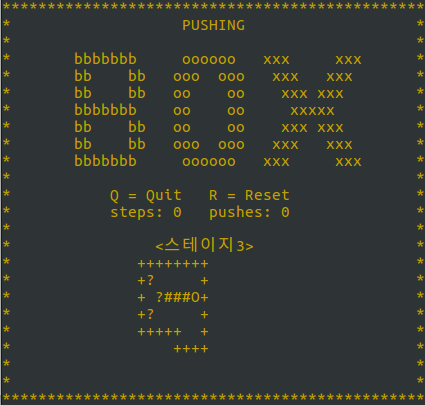 ***********************************************
*                   PUSHING                   *
*                                             *
*       bbbbbbb     oooooo   xxx     xxx      *
*       bb    bb   ooo  ooo   xxx   xxx       *
*       bb    bb   oo    oo    xxx xxx        *
*       bbbbbbb    oo    oo     xxxxx         *
*       bb    bb   oo    oo    xxx xxx        *
*       bb    bb   ooo  ooo   xxx   xxx       *
*       bbbbbbb     oooooo   xxx     xxx      *
*                                             *
*           Q = Quit   R = Reset              *
*           steps: 0   pushes: 0              *
*                                             *
*                <스테이지3>                  *
*              ++++++++                       *
*              +?     +                       *
*              + ?###O+                       *
*              +?     +                       *
*              +++++  +                       *
*                  ++++                       *
*                                             *
*                                             *
***********************************************